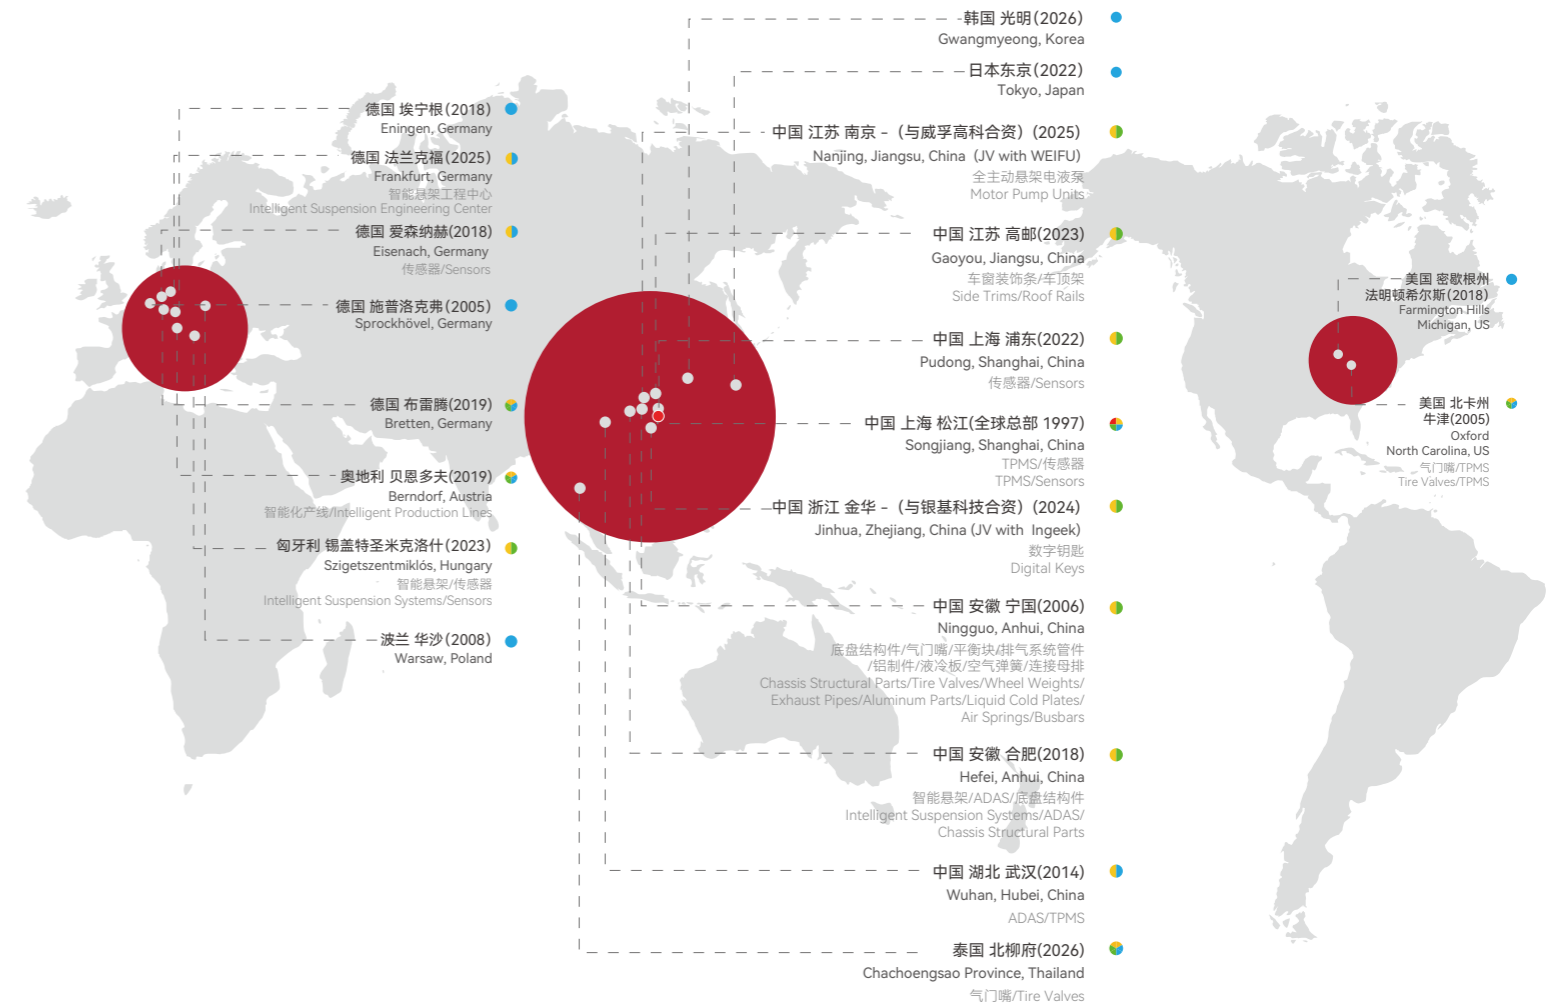 德国 埃宁根(2018)
Eningen, Germany
德国 法兰克福(2025)
Frankfurt, Germany
智能悬架工程中心
Intelligent Suspension Engineering Center
德国 爱森纳赫(2018)
Eisenach, Germany
传感器/Sensors
德国 施普洛克弗(2005)
Sprockhövel, Germany
德国 布雷腾(2019)
Bretten, Germany
奥地利 贝恩多夫(2019)
Berndorf, Austria
智能化产线/Intelligent Production Lines
匈牙利 锡盖特圣米克洛什(2023)
Szigetszentmiklós, Hungary
智能悬架/传感器
Intelligent Suspension Systems/Sensors
波兰 华沙(2008)
Warsaw, Poland
韩国 光明(2026)
Gwangmyeong, Korea
日本东京(2022)
Tokyo, Japan
中国 江苏 南京 -（与威孚高科合资）(2025)
Nanjing, Jiangsu, China (JV with WEIFU)
全主动悬架电液泵
Motor Pump Units
中国 江苏 高邮(2023)
Gaoyou, Jiangsu, China
车窗装饰条/车顶架
Side Trims/Roof Rails
中国 上海 浦东(2022)
Pudong, Shanghai, China
传感器/Sensors
中国 上海 松江(全球总部 1997)
Songjiang, Shanghai, China
TPMS/传感器
TPMS/Sensors
中国 浙江 金华 -（与银基科技合资）(2024)
Jinhua, Zhejiang, China (JV with Ingeek)
数字钥匙
Digital Keys
中国 安徽 宁国(2006)
Ningguo, Anhui, China
底盘结构件/气门嘴/平衡块/排气系统管件
/铝制件/液冷板/空气弹簧/连接母排
Chassis Structural Parts/Tire Valves/Wheel Weights/
Exhaust Pipes/Aluminum Parts/Liquid Cold Plates/
Air Springs/Busbars
中国 安徽 合肥(2018)
Hefei, Anhui, China
智能悬架/ADAS/底盘结构件
Intelligent Suspension Systems/ADAS/
Chassis Structural Parts
中国 湖北 武汉(2014)
Wuhan, Hubei, China
ADAS/TPMS
泰国 北柳府(2026)
Chachoengsao Province, Thailand
气门嘴/Tire Valves
美国 密歇根州
法明顿希尔斯(2018)
Farmington Hills
Michigan, US
美国 北卡州
牛津(2005)
Oxford
North Carolina, US
气门嘴/TPMS
Tire Valves/TPMS